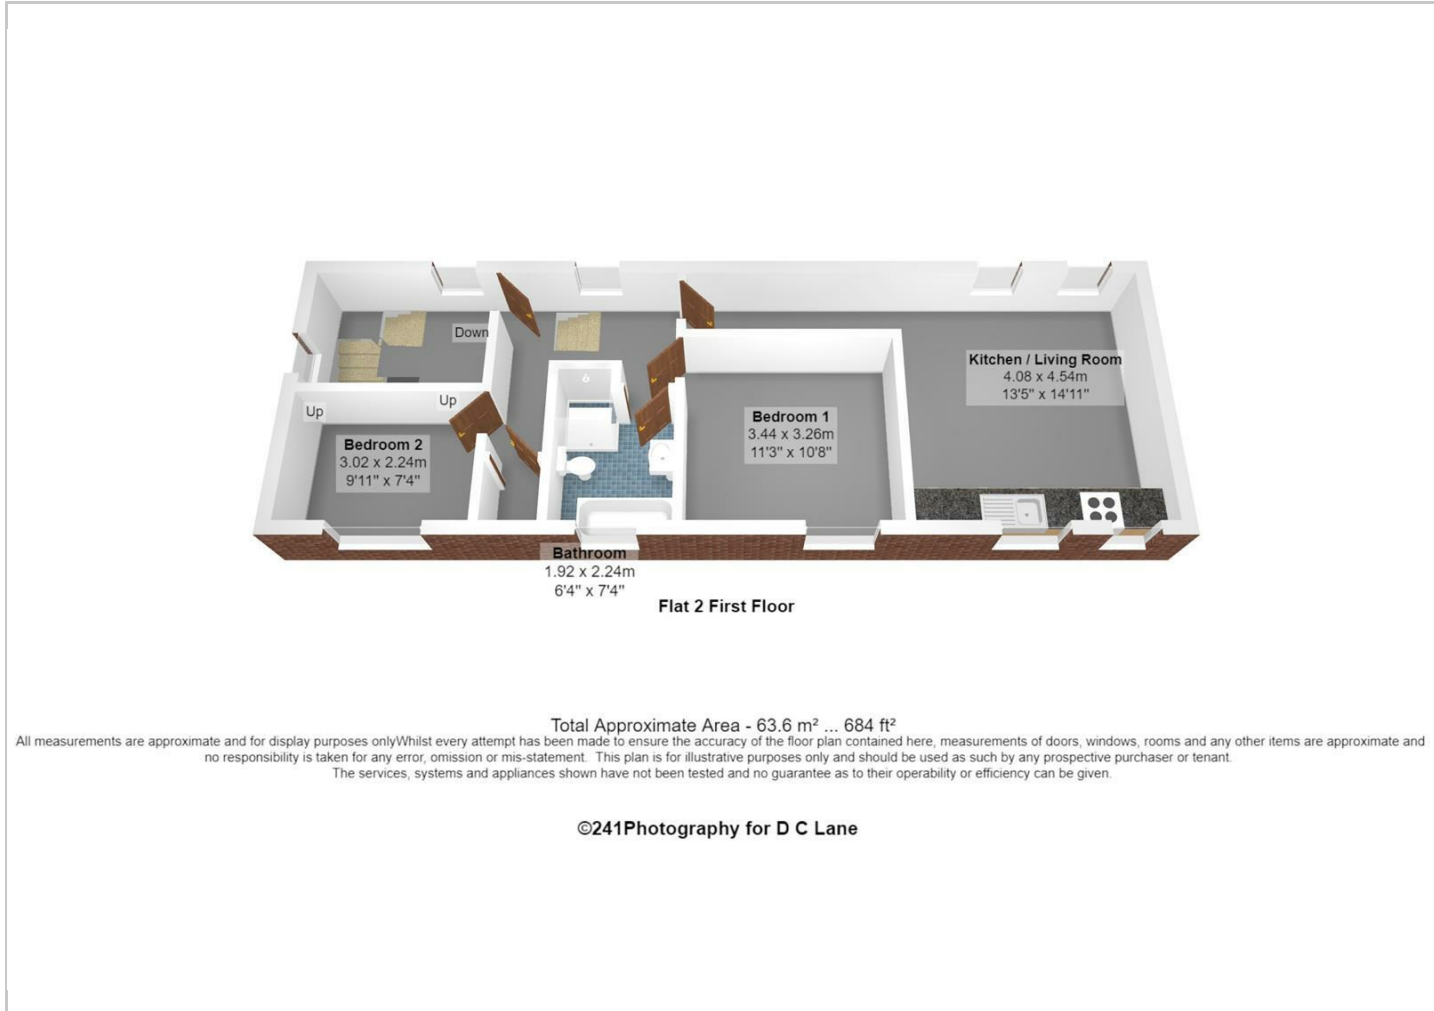 Down
Up
Up
Bedroom 2
3.02 x 2.24m
9'11" x 7'4"
Bedroom 1
3.44 x 3.26m
11'3" x 10'8"
Kitchen / Living Room
4.08 x 4.54m
13'5" x 14'11"
Bathroom
1.92 x 2.24m
6'4" x 7'4"
Flat 2 First Floor
Total Approximate Area - 63.6 m² ... 684 ft²
All measurements are approximate and for display purposes onlyWhilst every attempt has been made to ensure the accuracy of the floor plan contained here, measurements of doors, windows, rooms and any other items are approximate and
no responsibility is taken for any error, omission or mis-statement. This plan is for illustrative purposes only and should be used as such by any prospective purchaser or tenant.
The services, systems and appliances shown have not been tested and no guarantee as to their operability or efficiency can be given.
©241Photography for D C Lane